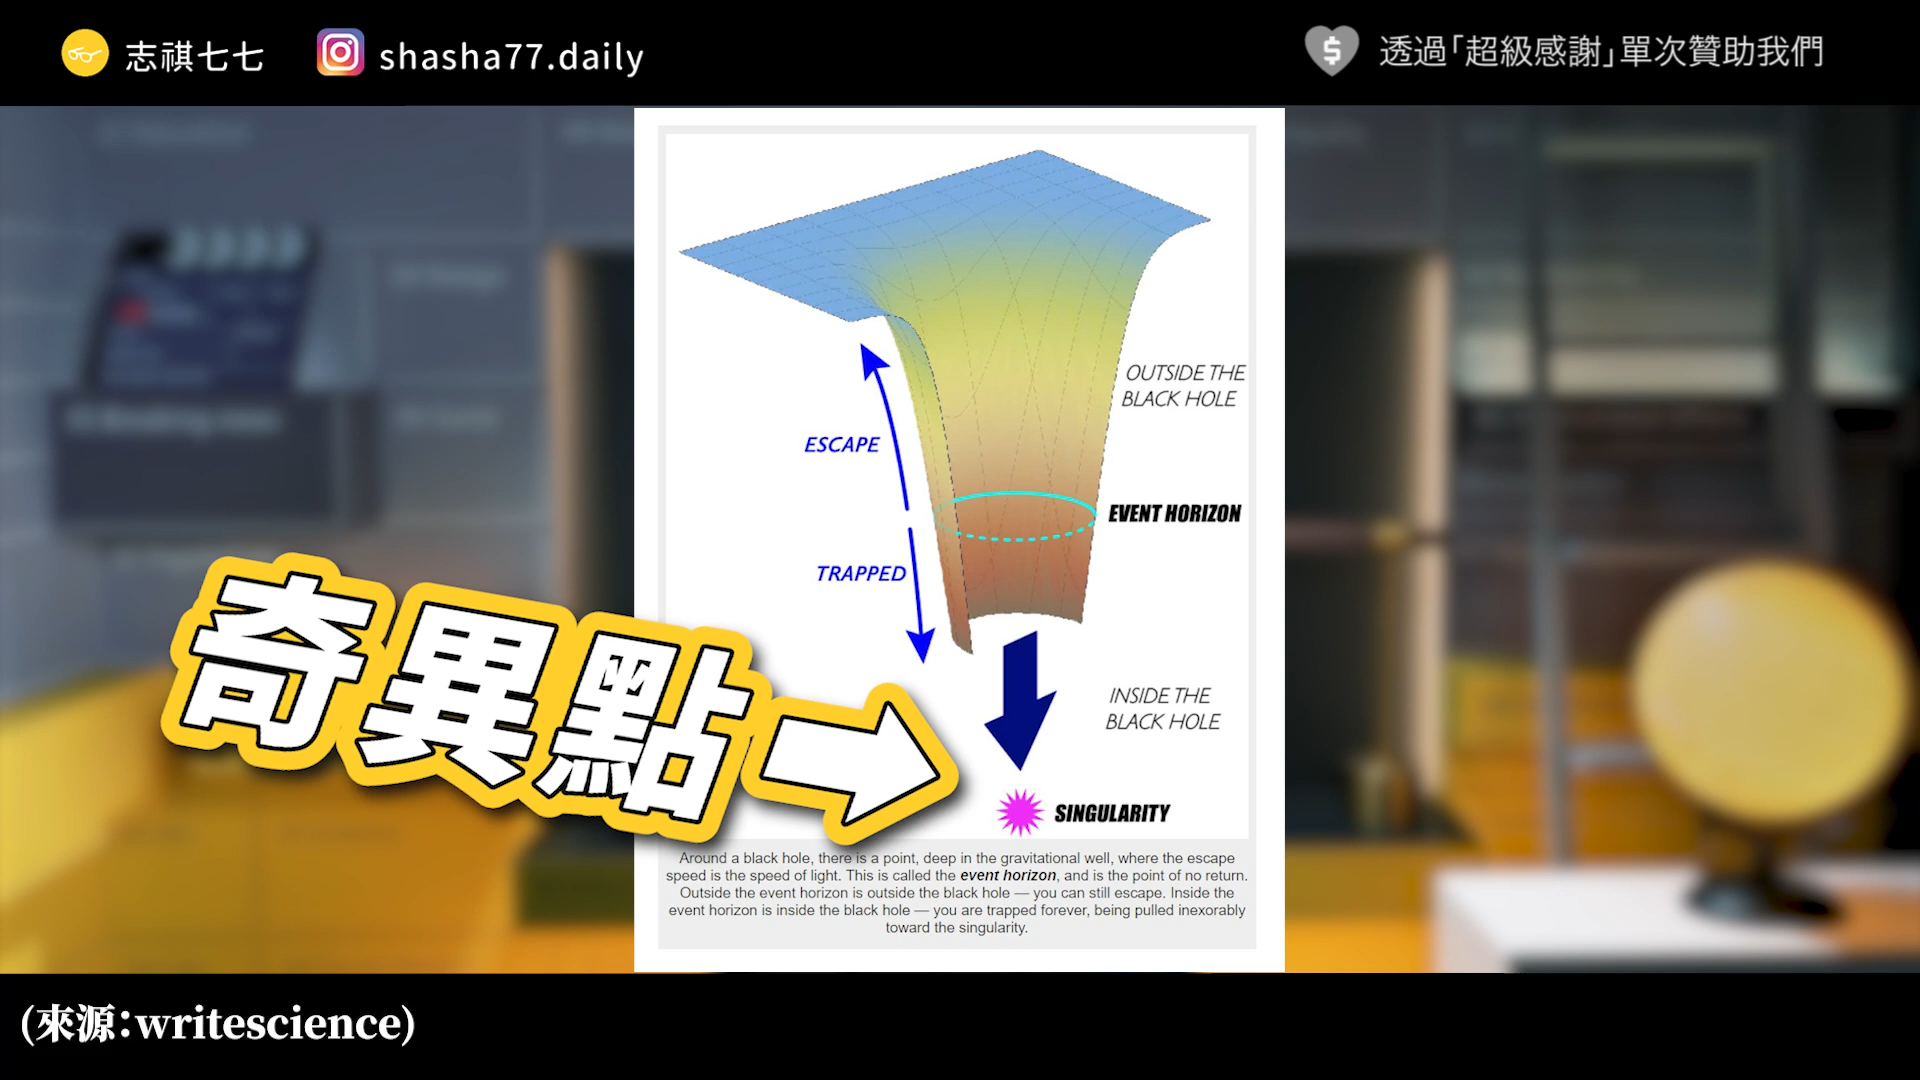 志祺七七
shasha77.daily
透過「超級感謝」單次贊助我們
OUTSIDE THE
BLACK HOLE
ESCAPE
EVENT HORIZON
TRAPPED
奇異點
INSIDE THE
BLACK HOLE
SINGULARITY
Around a black hole, there is a point, deep in the gravitational well, where the escape
speed is the speed of light. This is called the event horizon, and is the point of no return.
Outside the event horizon is outside the black hole — you can still escape. Inside the
event horizon is inside the black hole — you are trapped forever, being pulled inexorably
toward the singularity.
(來源:writescience)